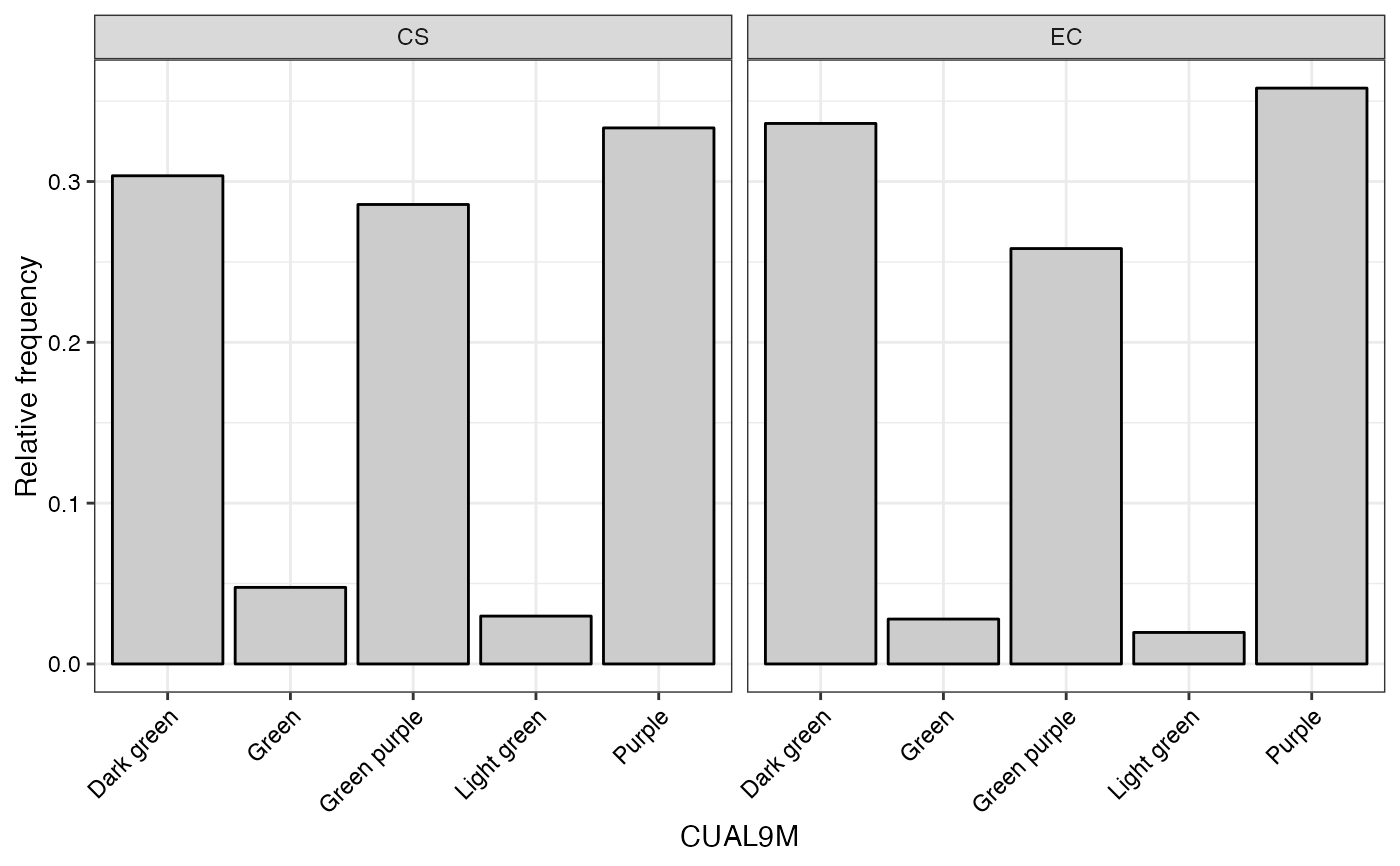 CS
EC
Relative frequency
0.3
0.2
0.1
0.0
Dark green
Green
Green purple
Light green
Purple
Dark green
Green
Green purple
Light green
Purple
CUAL9M